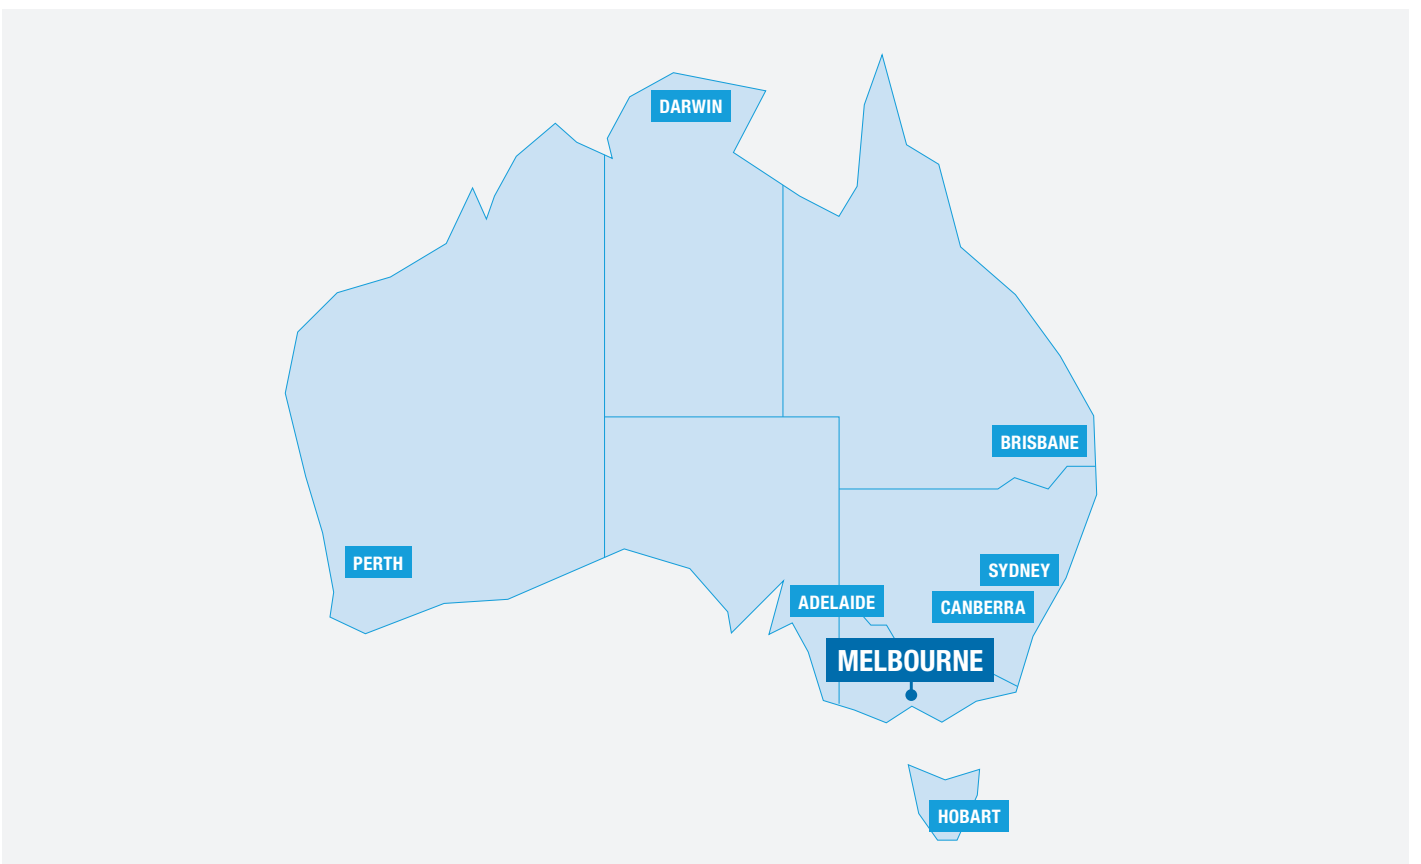 DARWIN
BRISBANE
PERTH
SYDNEY
ADELAIDE
CANBERRA
MELBOURNE
HOBART